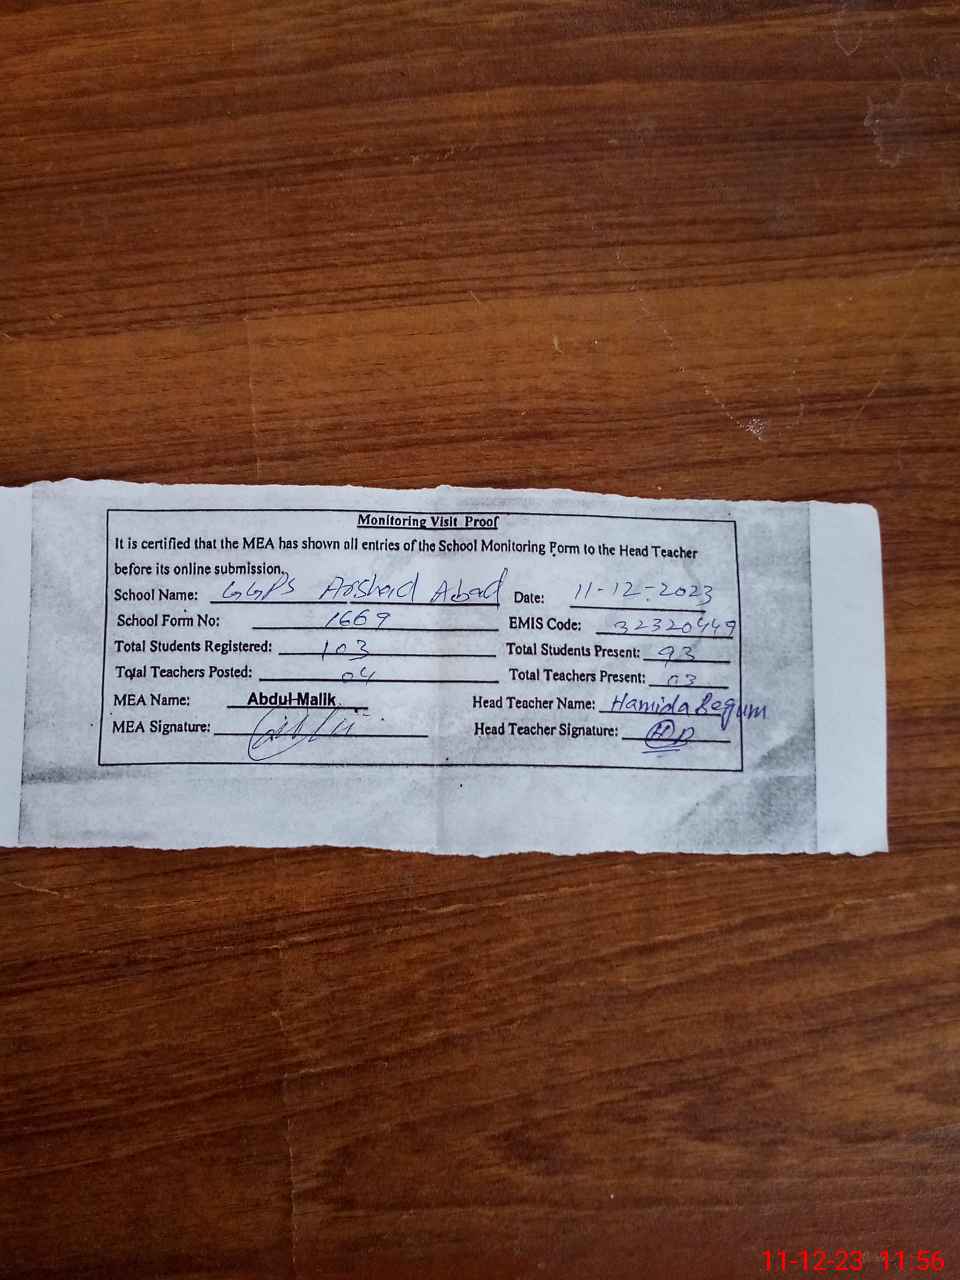 Monitoring Visit Proof
It is certified that the MEA has shown all entries of the School Monitoring Form to the Head Teacher
before its online submission.
School Name: GGPS Arshad Abad Date: 11-12-2023
School Form No: 1669 EMIS Code: 32320449
Total Students Registered: 103 Total Students Present: 93
Total Teachers Posted: 04 Total Teachers Present: 03
MEA Name: Abdul Malik Head Teacher Name: Hamida Begum
MEA Signature: Head Teacher Signature:
11-12-23 11:56